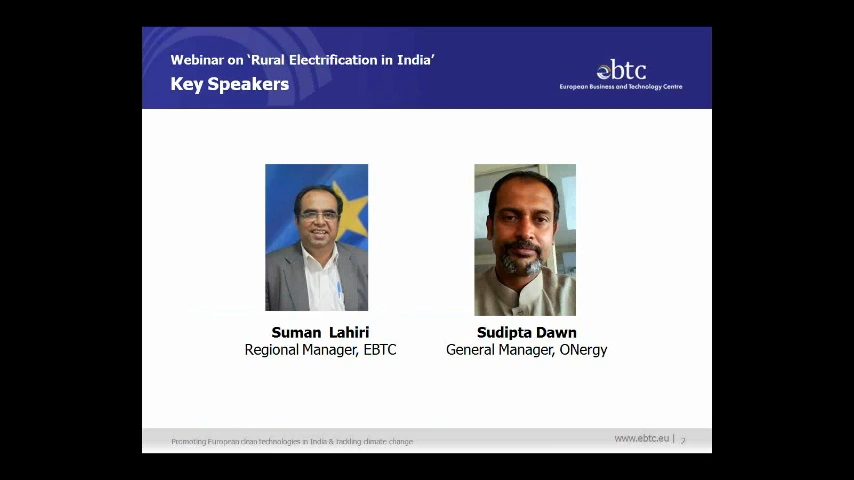 Webinar on ‘Rural Electrification in India’
Key Speakers
ebtc
European Business and Technology Centre
Suman Lahiri
Regional Manager, EBTC
Sudipta Dawn
General Manager, ONergy
Promoting European clean technologies in India & tackling climate change
www.ebtc.eu | 2